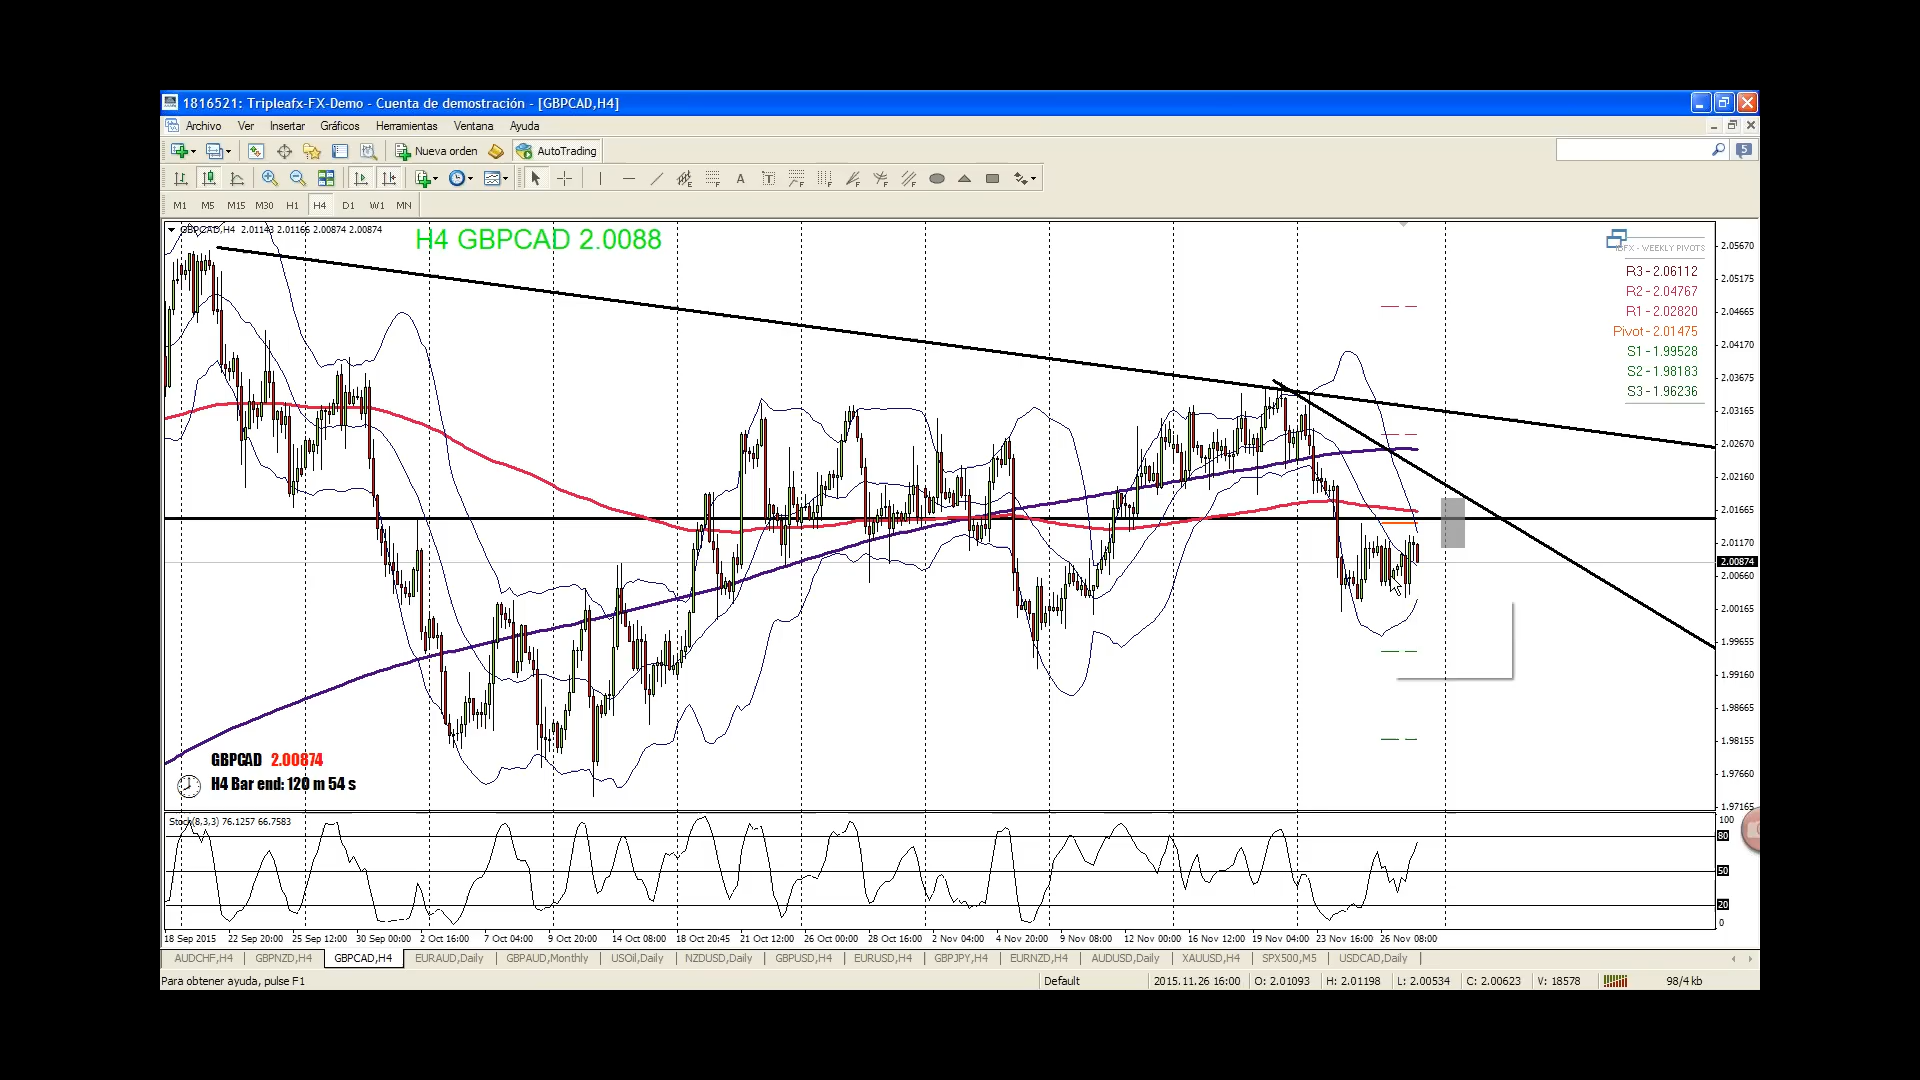 1816521: Tripleafx-FX-Demo - Cuenta de demostración - [GBPCAD,H4]
Archivo Ver Insertar Gráficos Herramientas Ventana Ayuda
Nueva orden AutoTrading 5
A T
M1 M5 M15 M30 H1 H4 D1 W1 MN
GBPCAD,H4 2.01143 2.01166 2.00874 2.00874
H4 GBPCAD 2.0088
- WEEKLY PIVOTS
R3 - 2.06112
R2 - 2.04767
R1 - 2.02820
Pivot - 2.01475
S1 - 1.99528
S2 - 1.98183
S3 - 1.96236
2.05670
2.05175
2.04665
2.04170
2.03675
2.03165
2.02670
2.02160
2.01665
2.01170
2.00874
2.00660
2.00165
1.99655
1.99160
1.98665
1.98155
1.97660
1.97165
GBPCAD 2.00874
H4 Bar end: 120 m 54 s
Stoch(8,3,3) 76.1257 66.7583
100
80
50
20
0
18 Sep 2015 22 Sep 20:00 25 Sep 12:00 30 Sep 00:00 2 Oct 16:00 7 Oct 04:00 9 Oct 20:00 14 Oct 08:00 18 Oct 20:45 21 Oct 12:00 26 Oct 00:00 28 Oct 16:00 2 Nov 04:00 4 Nov 20:00 9 Nov 08:00 12 Nov 00:00 16 Nov 12:00 19 Nov 04:00 23 Nov 16:00 26 Nov 08:00
AUDCHF,H4 GBPNZD,H4 GBPCAD,H4 EURAUD,Daily GBPAUD,Monthly USOil,Daily NZDUSD,Daily GBPUSD,H4 EURUSD,H4 GBPJPY,H4 EURNZD,H4 AUDUSD,Daily XAUUSD,H4 SPX500,M5 USDCAD,Daily
Para obtener ayuda, pulse F1 Default 2015.11.26 16:00 O: 2.01093 H: 2.01198 L: 2.00534 C: 2.00623 V: 18578 98/4 kb